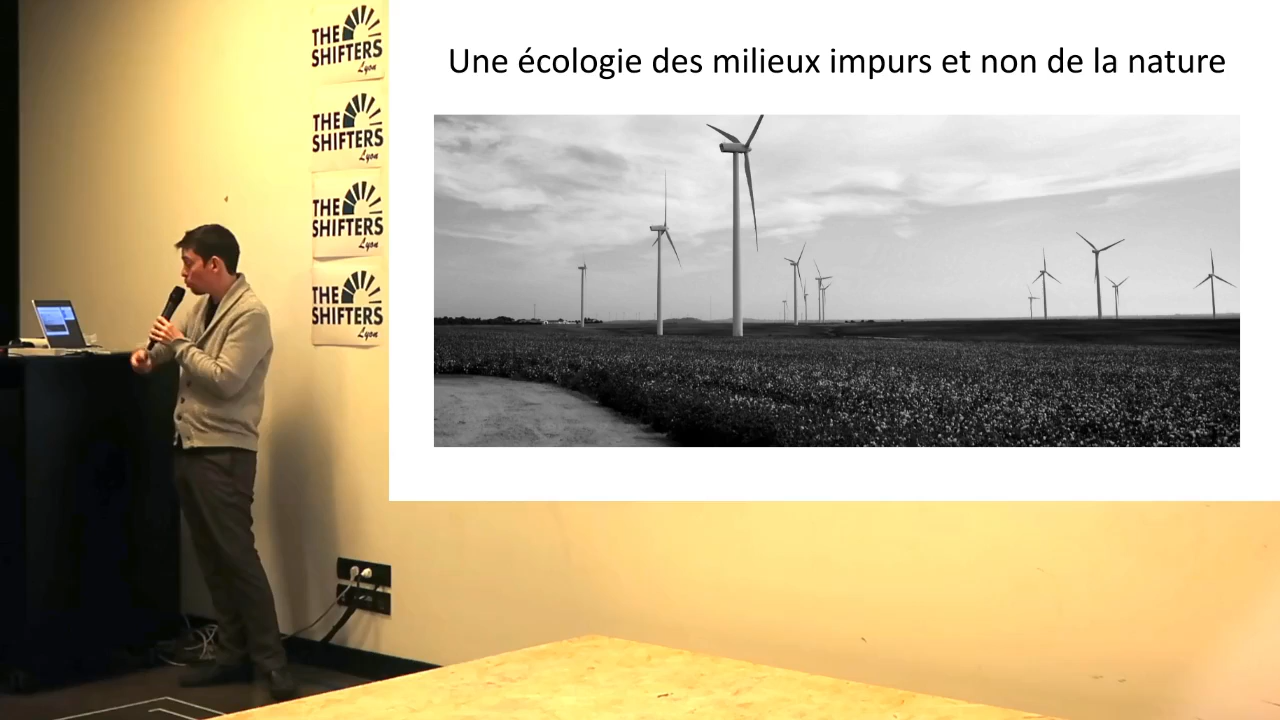 THE
SHIFTERS
Lyon
THE
SHIFTERS
Lyon
THE
SHIFTERS
Lyon
THE
SHIFTERS
Lyon
Une écologie des milieux impurs et non de la nature